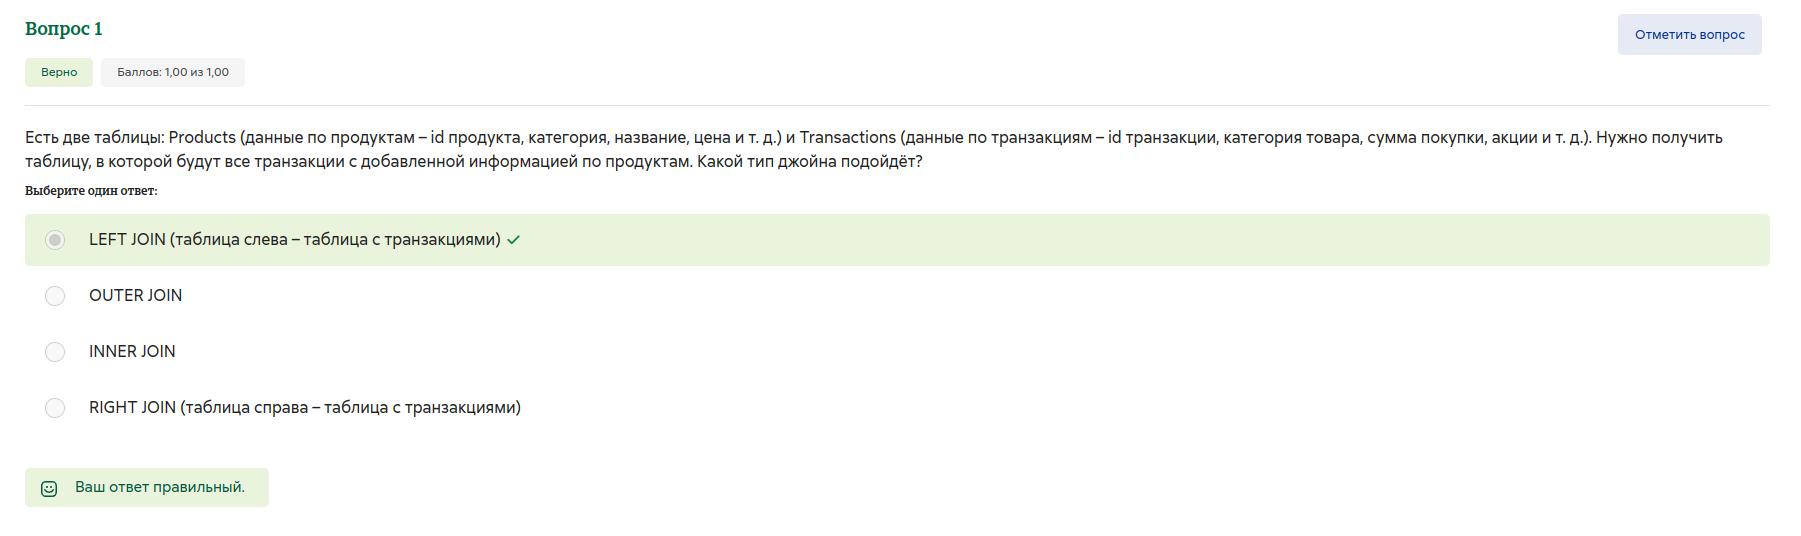 Вопрос 1
Отметить вопрос
Верно
Баллов: 1,00 из 1,00
Есть две таблицы: Products (данные по продуктам – id продукта, категория, название, цена и т. д.) и Transactions (данные по транзакциям – id транзакции, категория товара, сумма покупки, акции и т. д.). Нужно получить
таблицу, в которой будут все транзакции с добавленной информацией по продуктам. Какой тип джойна подойдёт?
Выберите один ответ:
LEFT JOIN (таблица слева – таблица с транзакциями)
OUTER JOIN
INNER JOIN
RIGHT JOIN (таблица справа – таблица с транзакциями)
Ваш ответ правильный.